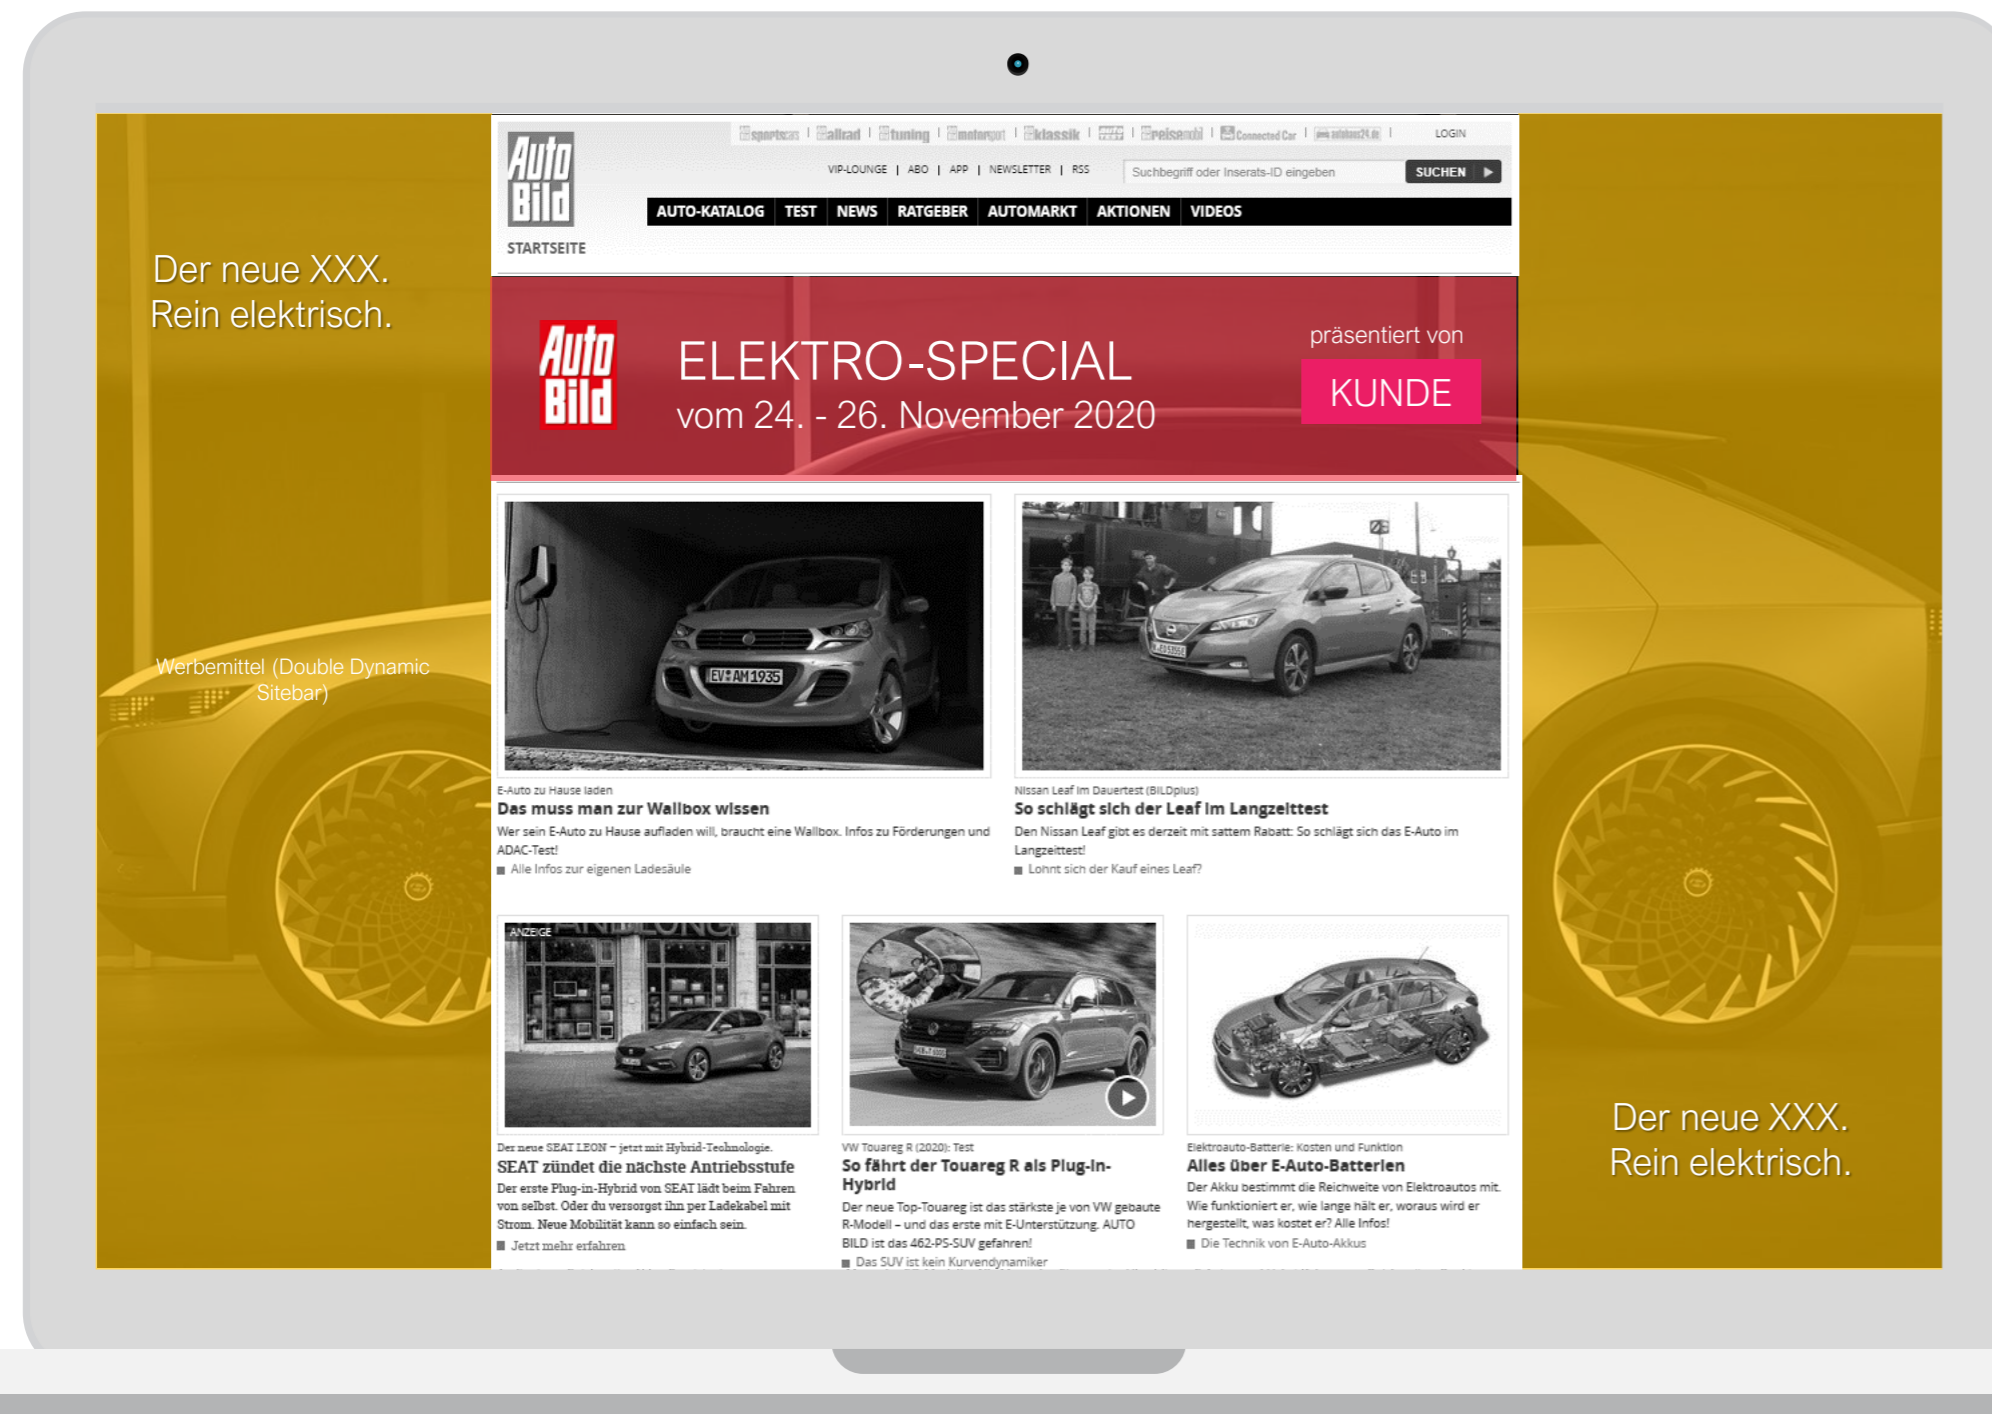 Auto
Bild
sportscars
allrad
tuning
motorsport
klassik
reisemobil
Connected Car
autohaus24.de
LOGIN
VIP-LOUNGE | ABO | APP | NEWSLETTER | RSS
Suchbegriff oder Inserats-ID eingeben
SUCHEN
AUTO-KATALOG TEST NEWS RATGEBER AUTOMARKT AKTIONEN VIDEOS
STARTSEITE
Der neue XXX.
Rein elektrisch.
Auto
Bild
ELEKTRO-SPECIAL
vom 24. - 26. November 2020
präsentiert von
KUNDE
Werbemittel (Double Dynamic
Sitebar)
EV AM 1935
E-Auto zu Hause laden
Das muss man zur Wallbox wissen
Wer sein E-Auto zu Hause aufladen will, braucht eine Wallbox. Infos zu Förderungen und
ADAC-Test!
Alle Infos zur eigenen Ladesäule
Nissan Leaf im Dauertest (BILDplus)
So schlägt sich der Leaf im Langzeittest
Den Nissan Leaf gibt es derzeit mit sattem Rabatt: So schlägt sich das E-Auto im
Langzeittest!
Lohnt sich der Kauf eines Leaf?
ANZEIGE
Der neue SEAT LEON – jetzt mit Hybrid-Technologie.
SEAT zündet die nächste Antriebsstufe
Der erste Plug-in-Hybrid von SEAT lädt beim Fahren
von selbst. Oder du versorgst ihn per Ladekabel mit
Strom. Neue Mobilität kann so einfach sein.
Jetzt mehr erfahren
VW Touareg R (2020): Test
So fährt der Touareg R als Plug-in-
Hybrid
Der neue Top-Touareg ist das stärkste je von VW gebaute
R-Modell – und das erste mit E-Unterstützung. AUTO
BILD ist das 462-PS-SUV gefahren!
Das SUV ist kein Kurvendynamiker
Elektroauto-Batterie: Kosten und Funktion
Alles über E-Auto-Batterien
Der Akku bestimmt die Reichweite von Elektroautos mit.
Wie funktioniert er, wie lange hält er, woraus wird er
hergestellt, was kostet er? Alle Infos!
Die Technik von E-Auto-Akkus
Der neue XXX.
Rein elektrisch.